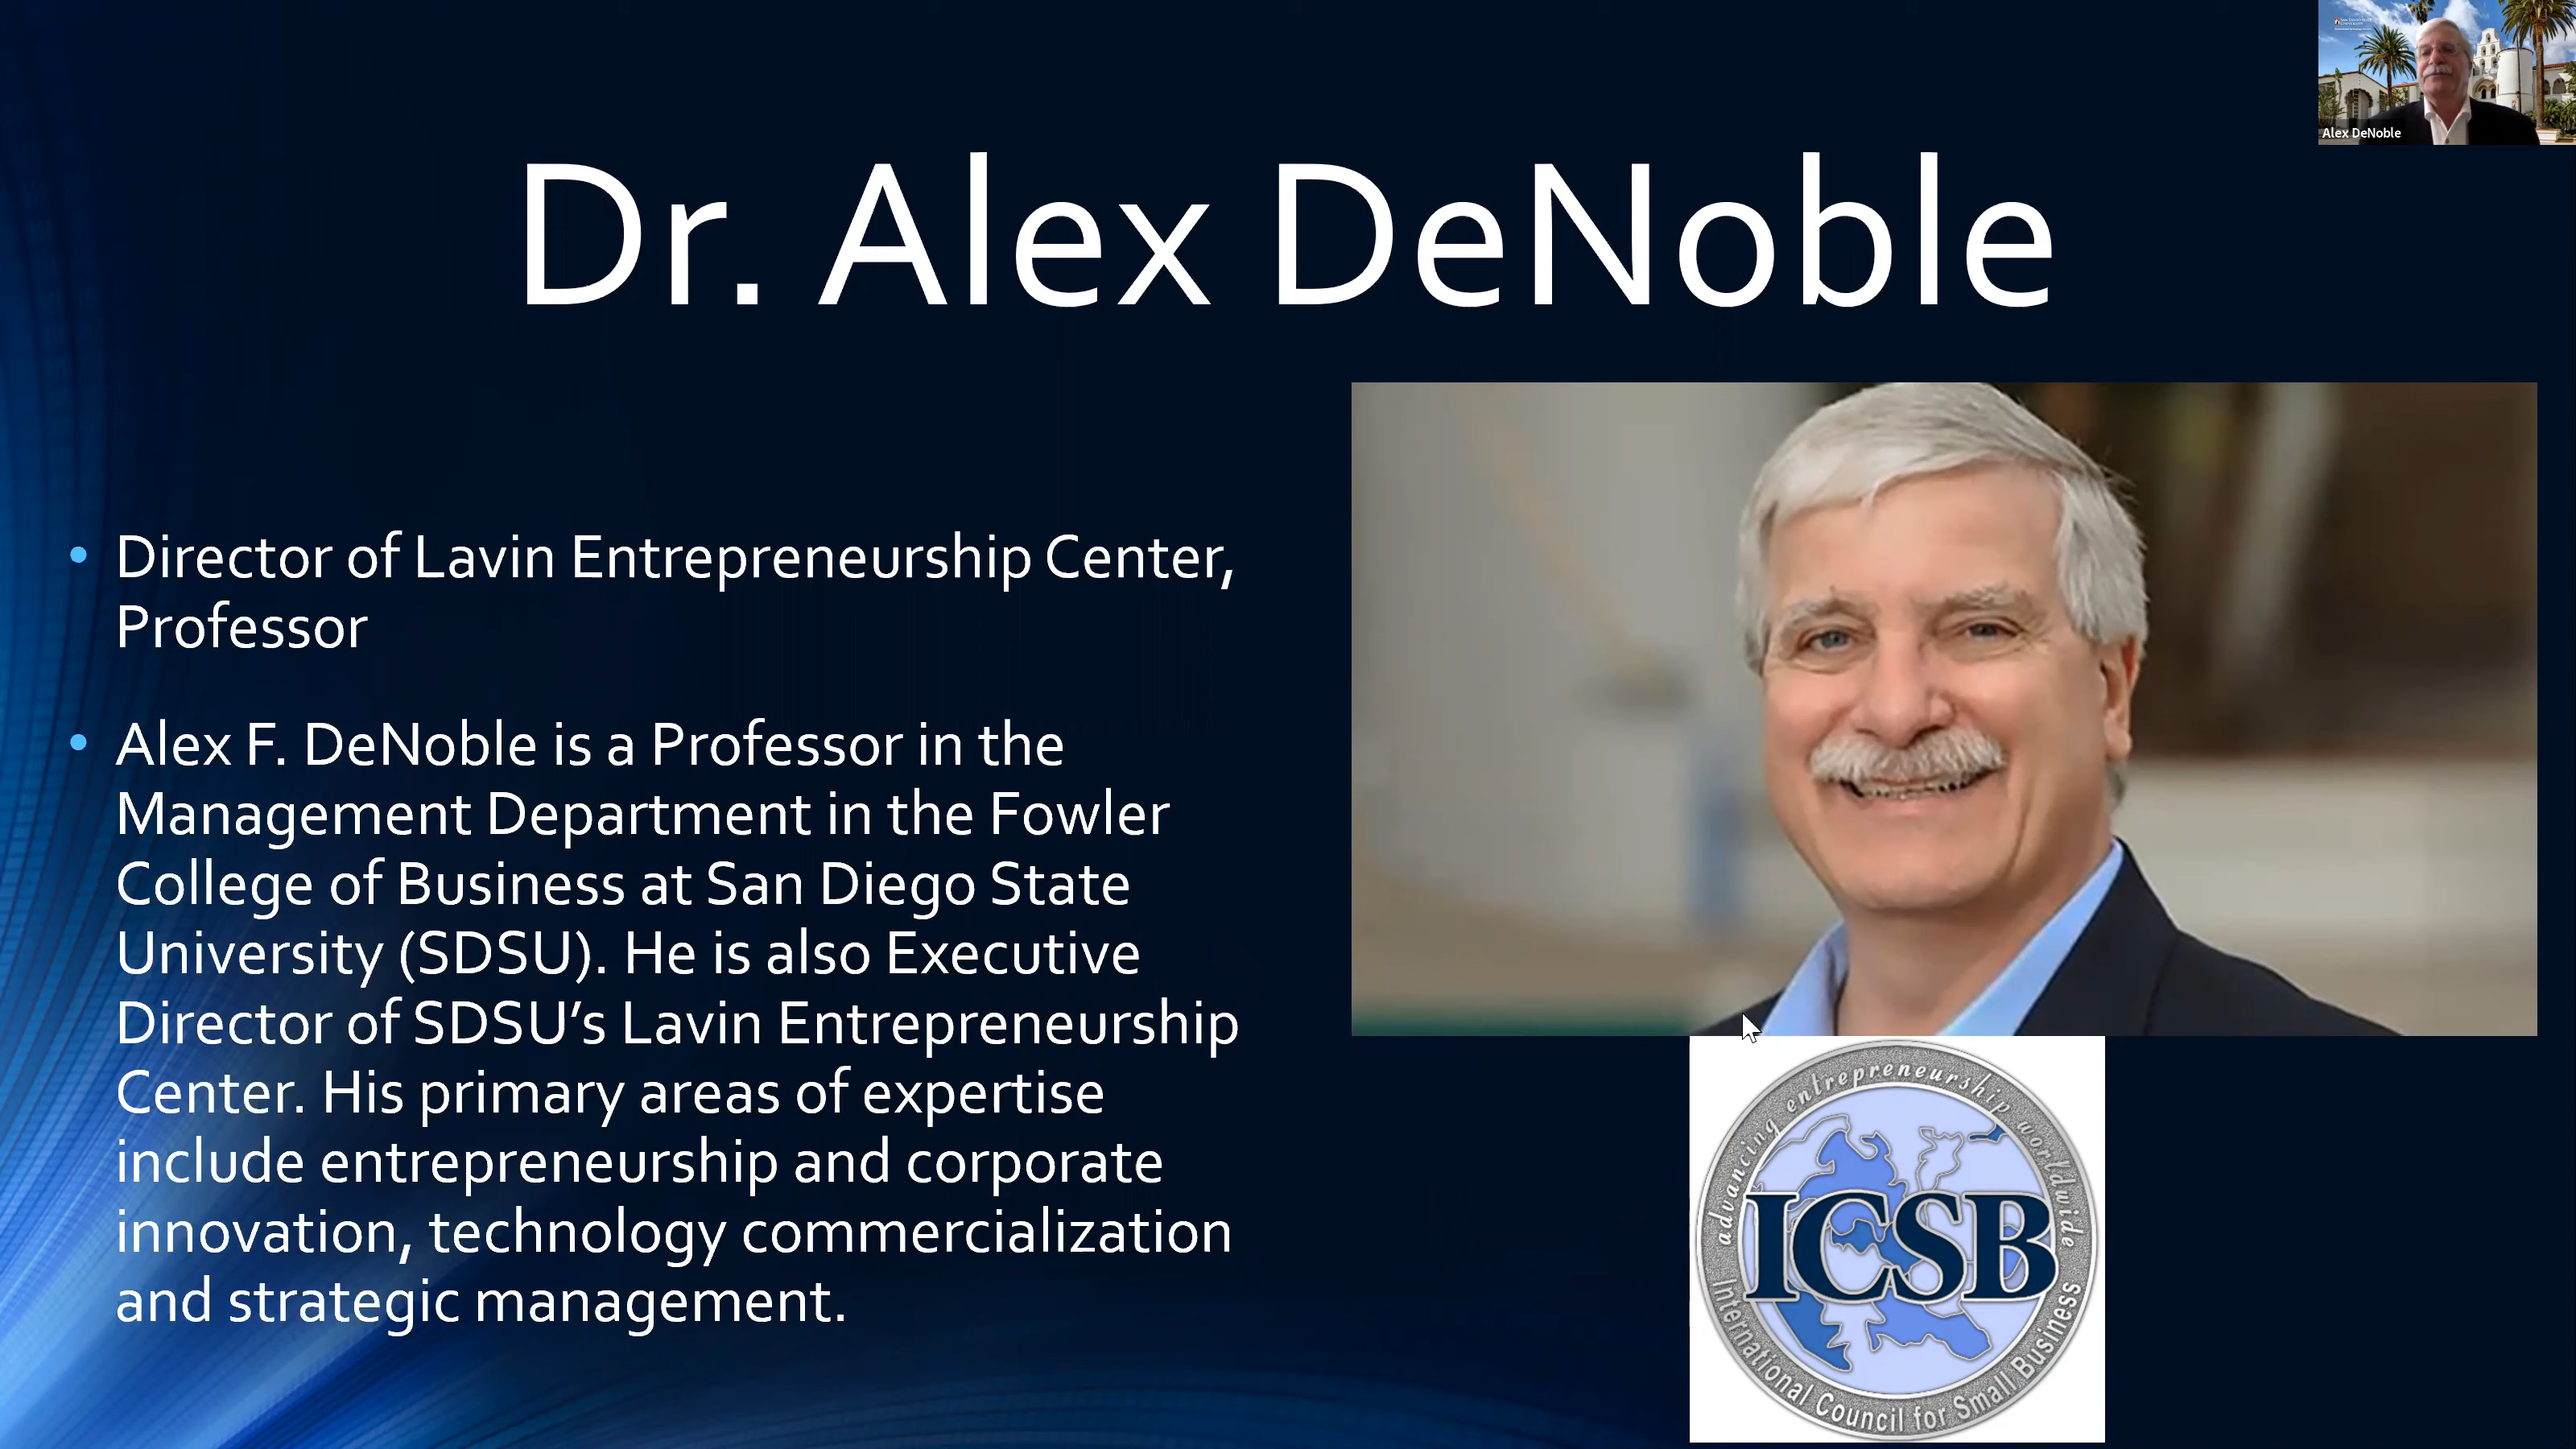 Alex DeNoble
Dr. Alex DeNoble
Director of Lavin Entrepreneurship Center,
Professor
Alex F. DeNoble is a Professor in the
Management Department in the Fowler
College of Business at San Diego State
University (SDSU). He is also Executive
Director of SDSU’s Lavin Entrepreneurship
Center. His primary areas of expertise
include entrepreneurship and corporate
innovation, technology commercialization
and strategic management.
advancing entrepreneurship worldwide
ICSB
International Council for Small Business